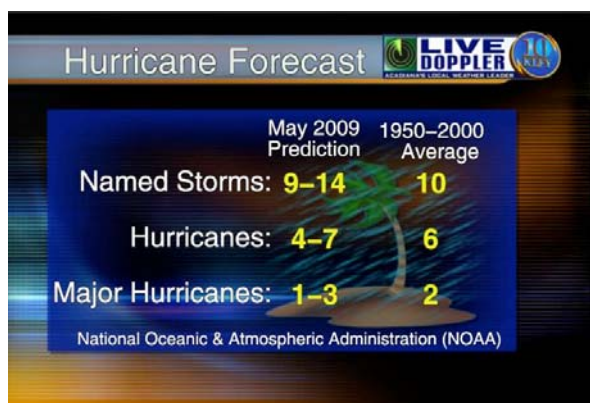 Hurricane Forecast
LIVE
DOPPLER
10
KLFY
ACADIANA'S LOCAL WEATHER LEADER
May 2009 1950–2000
Prediction Average
Named Storms: 9–14 10
Hurricanes: 4–7 6
Major Hurricanes: 1–3 2
National Oceanic & Atmospheric Administration (NOAA)